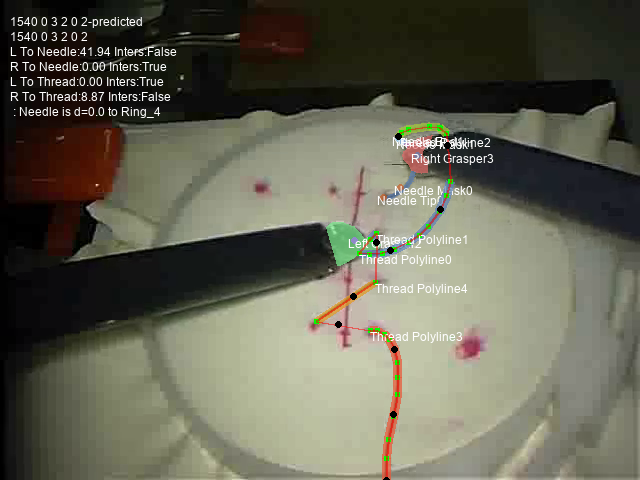 1540 0 3 2 0 2-predicted
1540 0 3 2 0 2
L To Needle:41.94 Inters:False
R To Needle:0.00 Inters:True
L To Thread:0.00 Inters:True
R To Thread:8.87 Inters:False
: Needle is d=0.0 to Ring_4
Right Grasper3
Needle Mask0
Needle Tip
Thread Polyline1
Thread Polyline0
Thread Polyline4
Thread Polyline3